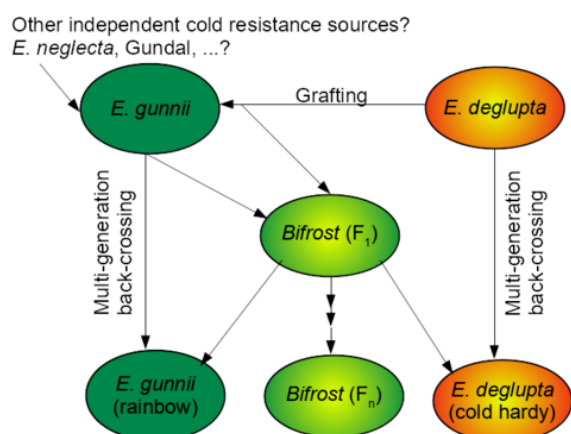 Other independent cold resistance sources?
E. neglecta, Gundal, ...?
E. gunnii
Grafting
E. deglupta
Multi-generation
back-crossing
Bifrost (F₁)
Multi-generation
back-crossing
E. gunnii
(rainbow)
Bifrost (Fₙ)
E. deglupta
(cold hardy)